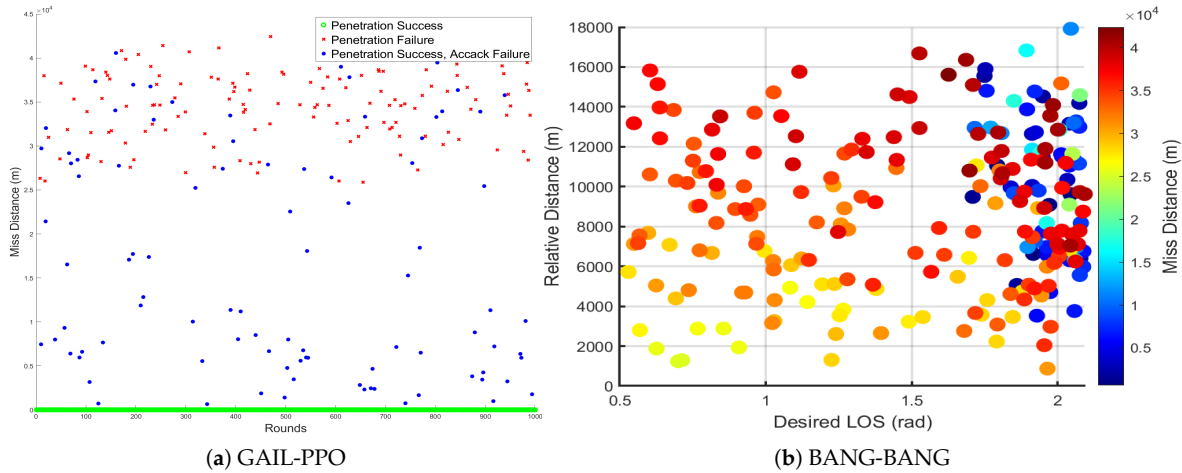 ×10⁴
4.5
4
3.5
3
2.5
2
1.5
1
0.5
0
Miss Distance (m)
Penetration Success
Penetration Failure
Penetration Success, Accack Failure
0 100 200 300 400 500 600 700 800 900 1000
Rounds
(a) GAIL-PPO
18000
16000
14000
12000
10000
8000
6000
4000
2000
0
Relative Distance (m)
0.5 1 1.5 2
Desired LOS (rad)
×10⁴
4
3.5
3
2.5
2
1.5
1
0.5
Miss Distance (m)
(b) BANG-BANG